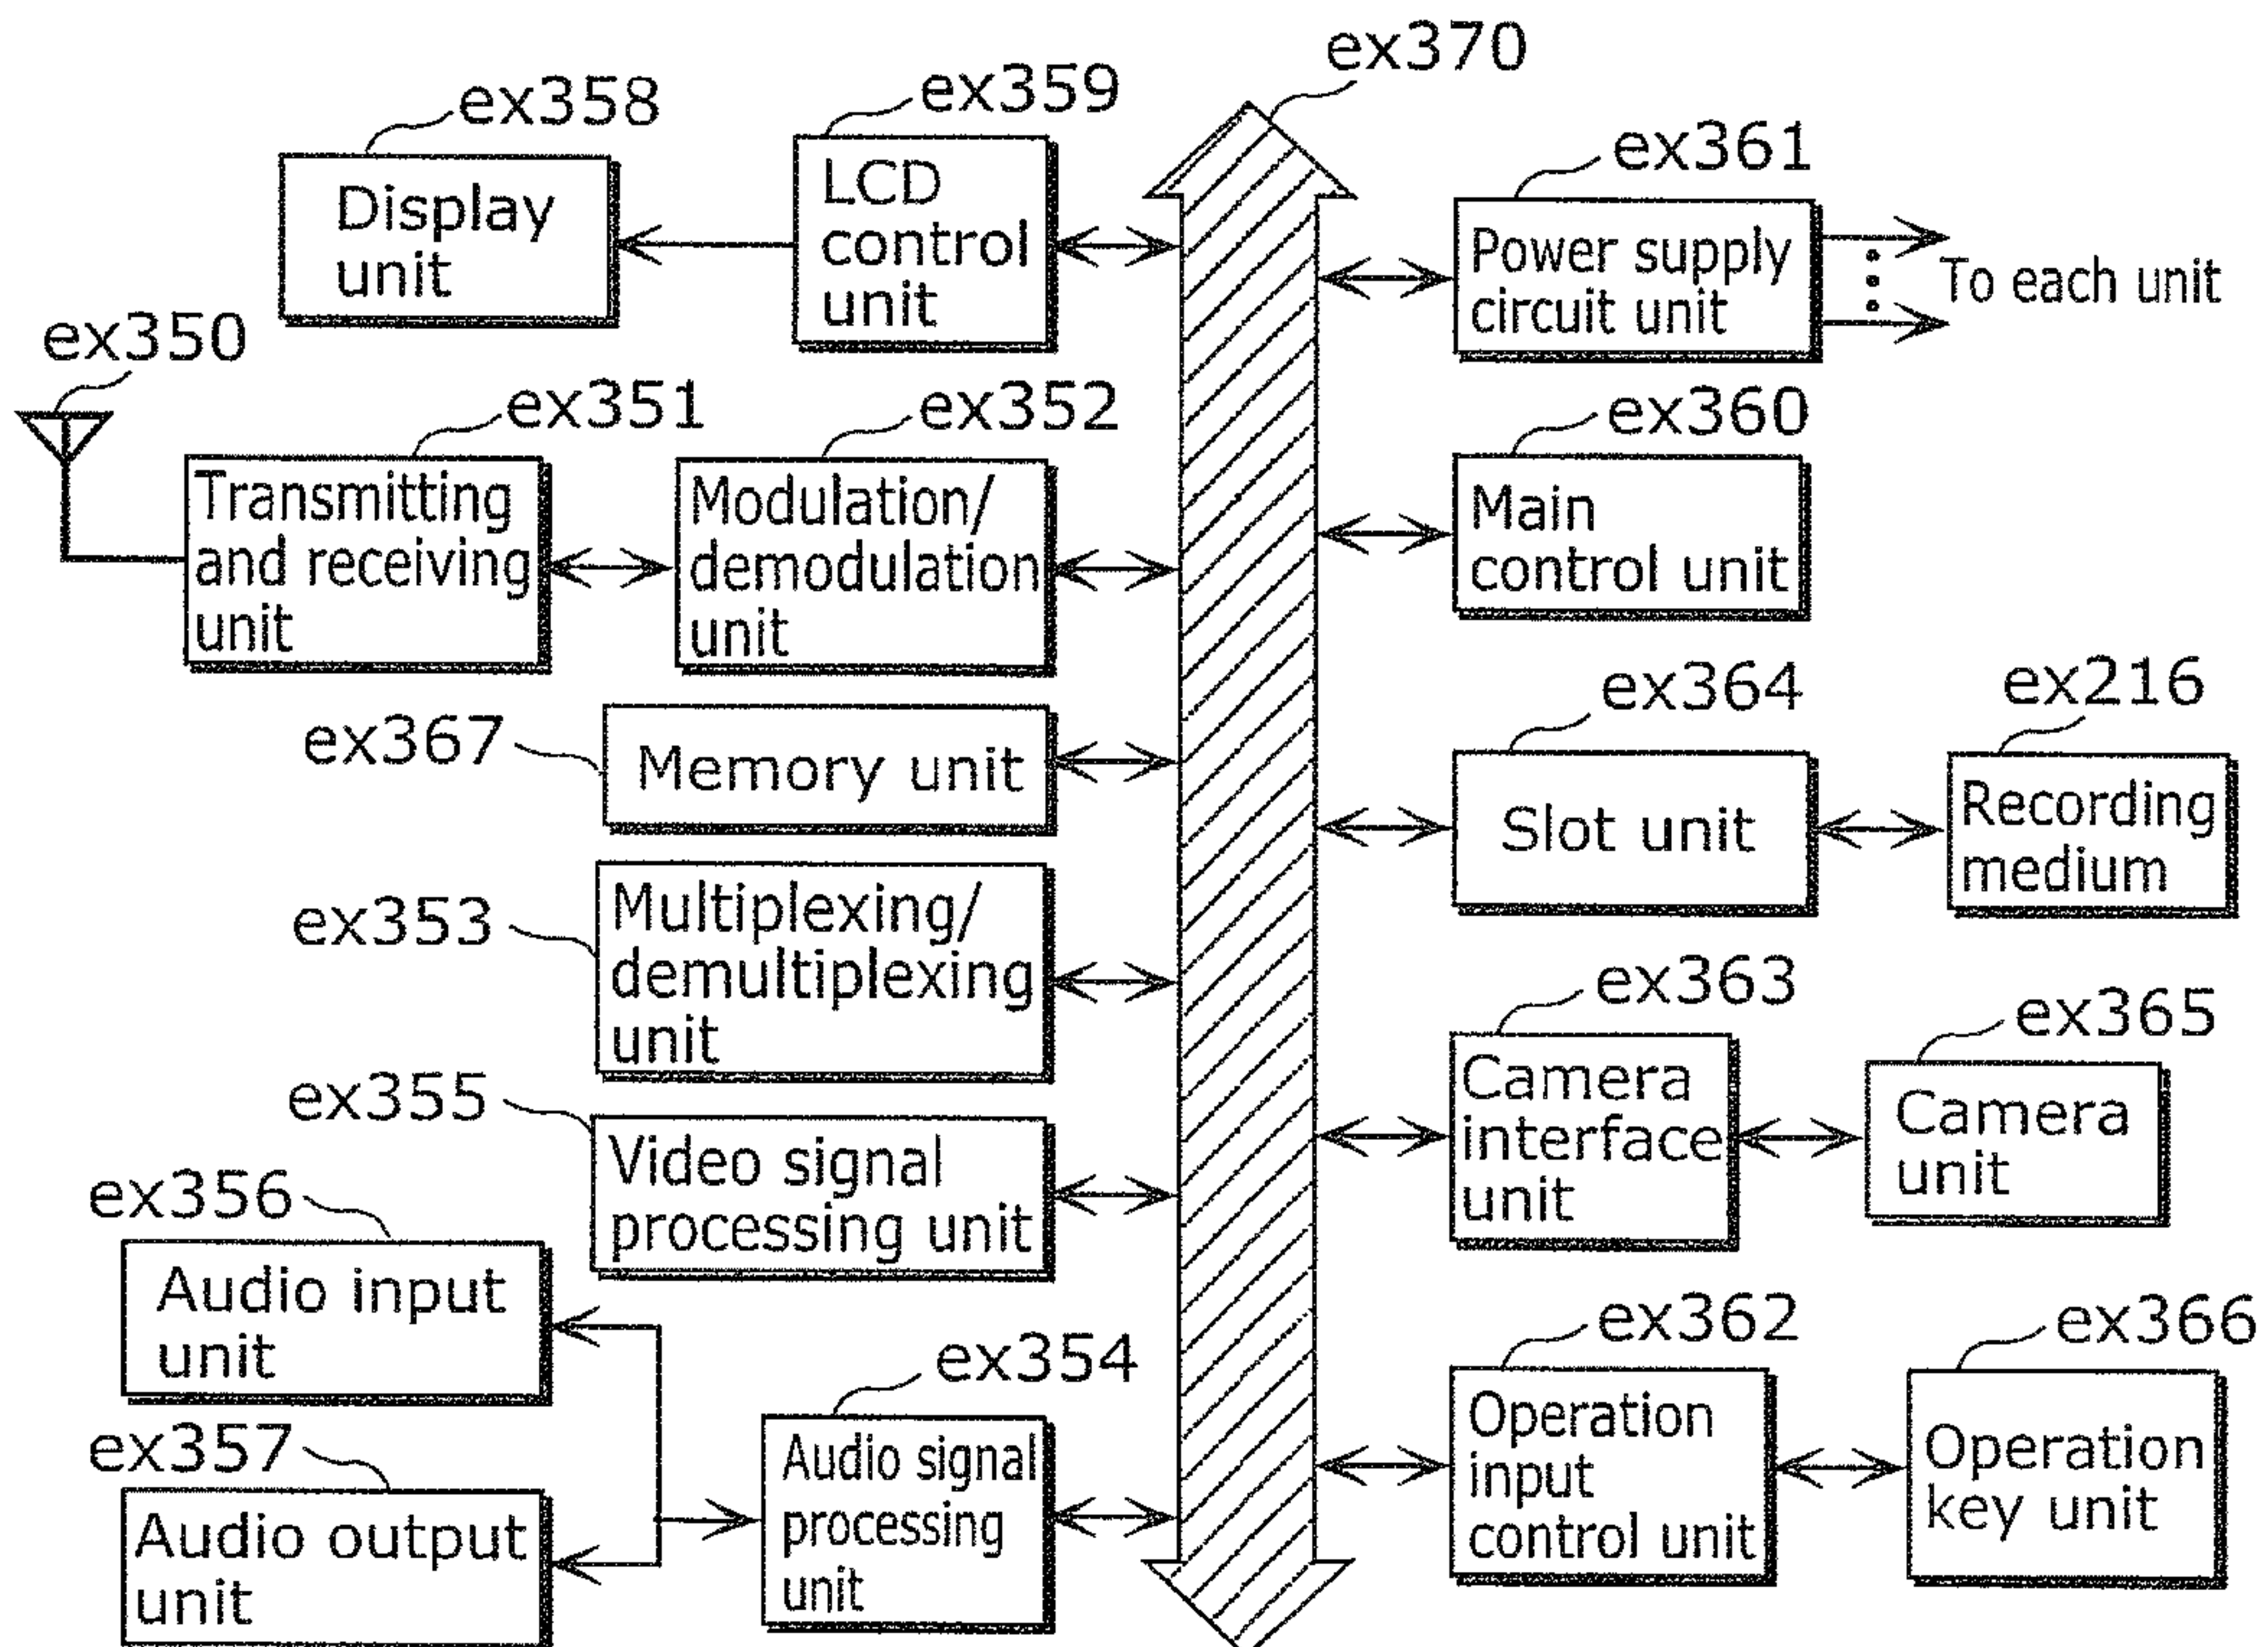 ex370
ex358
ex359
Display
unit
LCD
control
unit
ex361
Power supply
circuit unit
To each unit
ex350
ex351
ex352
Transmitting
and receiving
unit
Modulation/
demodulation
unit
ex360
Main
control unit
ex367
Memory unit
ex364
ex216
Slot unit
Recording
medium
ex353
Multiplexing/
demultiplexing
unit
ex363
ex365
Camera
interface
unit
Camera
unit
ex355
Video signal
processing unit
ex356
Audio input
unit
ex357
Audio output
unit
ex354
Audio signal
processing
unit
ex362
ex366
Operation
input
control unit
Operation
key unit